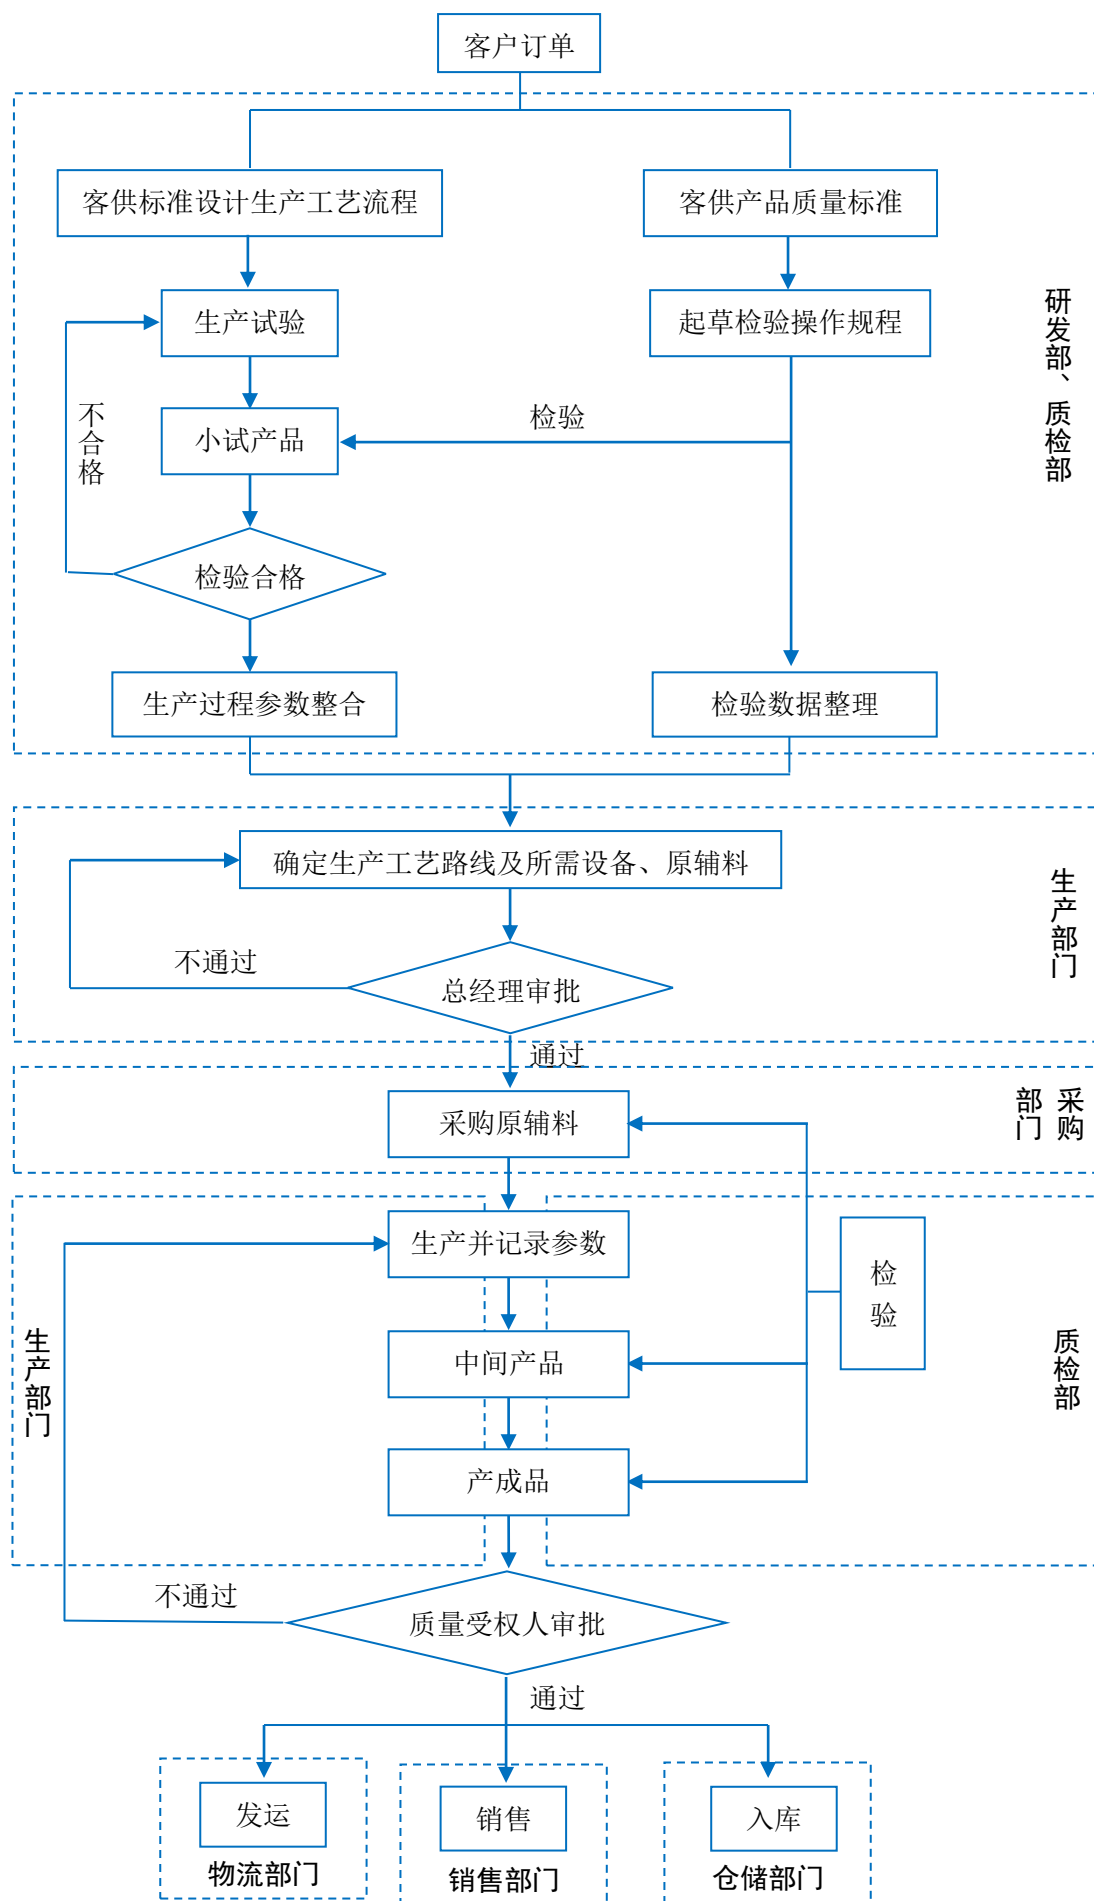 客户订单
客供标准设计生产工艺流程
客供产品质量标准
生产试验
起草检验操作规程
研发部、质检部
不合格
小试产品
检验
检验合格
生产过程参数整合
检验数据整理
确定生产工艺路线及所需设备、原辅料
生产部门
不通过
总经理审批
通过
采购原辅料
采购
部门
生产并记录参数
检验
生产部门
中间产品
质检部
产成品
不通过
质量受权人审批
通过
发运
销售
入库
物流部门
销售部门
仓储部门